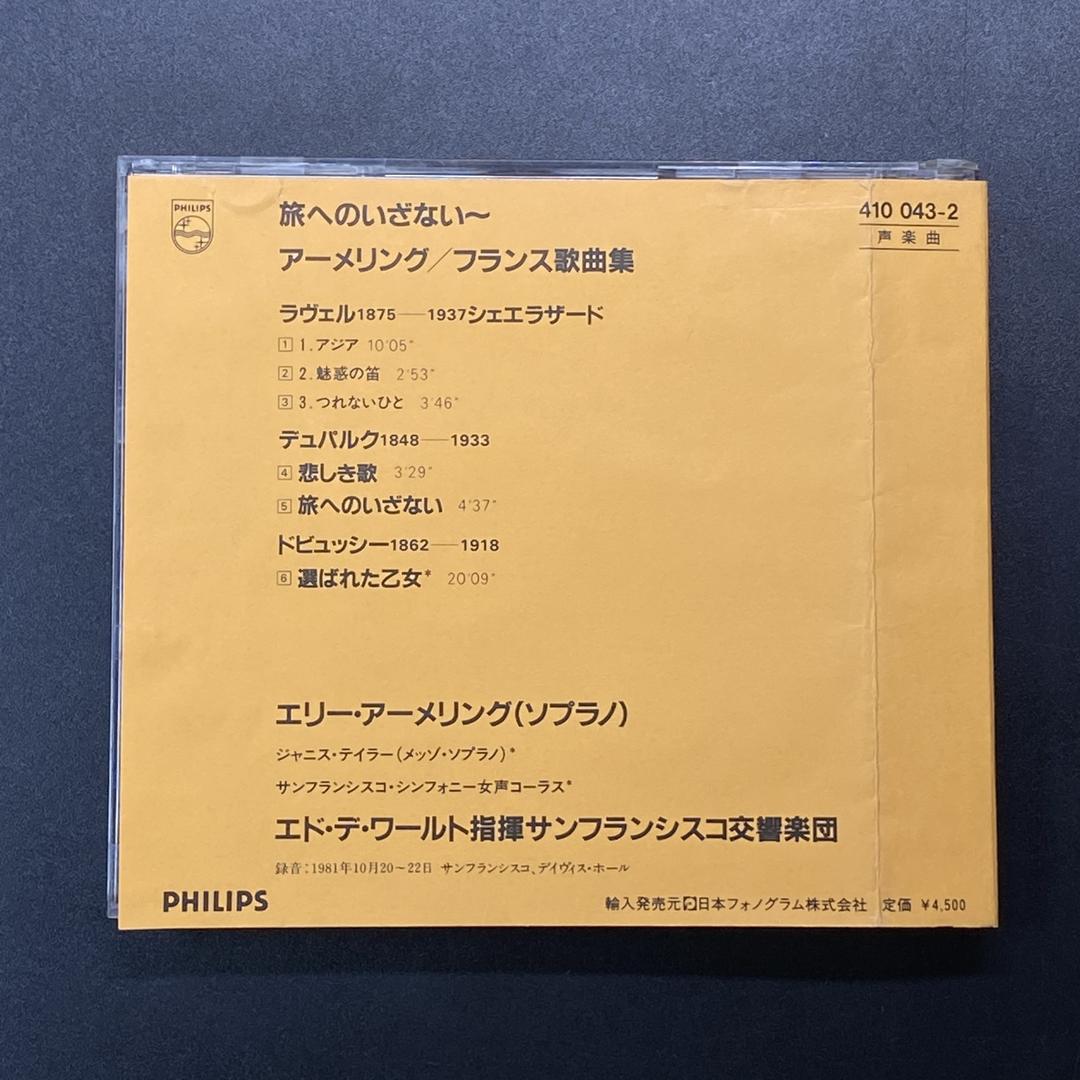 PHILIPS
旅へのいざない～
アーメリング／フランス歌曲集
410 043-2
声楽曲
ラヴェル1875——1937シェエラザード
1 1.アジア 10'05"
2 2.魅惑の笛 2'53"
3 3.つれないひと 3'46"
デュパルク1848——1933
4 悲しき歌 3'29"
5 旅へのいざない 4'37"
ドビュッシー1862——1918
6 選ばれた乙女* 20'09"
エリー・アーメリング(ソプラノ)
ジャニス・テイラー(メッゾ・ソプラノ)*
サンフランシスコ・シンフォニー女声コーラス*
エド・デ・ワールト指揮サンフランシスコ交響楽団
録音：1981年10月20～22日 サンフランシスコ、デイヴィス・ホール
PHILIPS
輸入発売元 日本フォノグラム株式会社 定価 ¥4,500